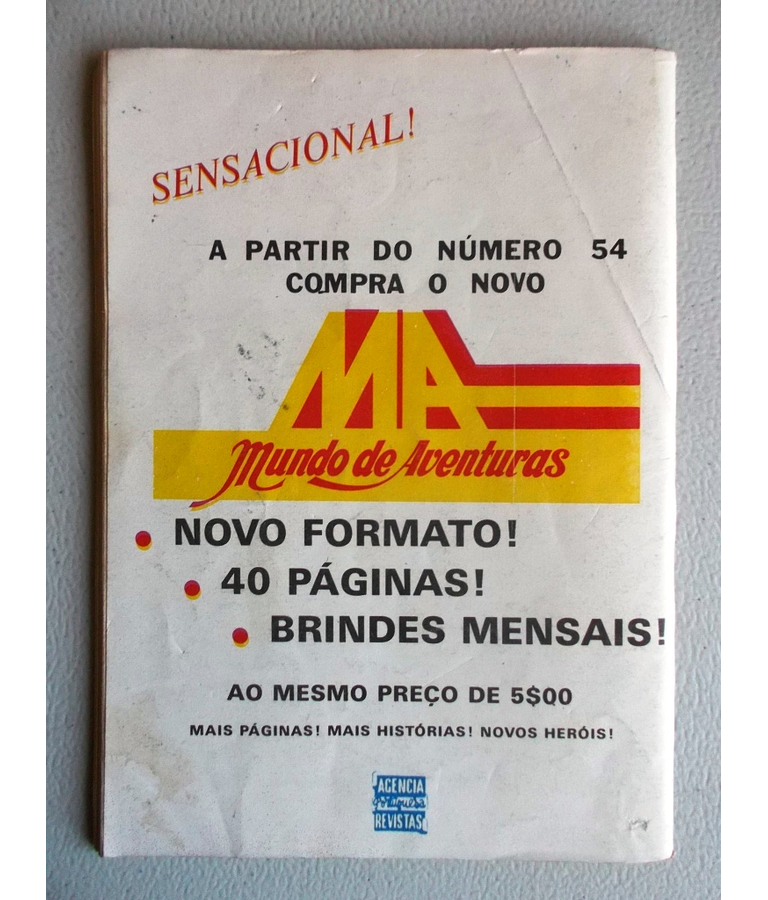 SENSACIONAL!
A PARTIR DO NÚMERO 54
COMPRA O NOVO
MA
Mundo de Aventuras
• NOVO FORMATO!
• 40 PÁGINAS!
• BRINDES MENSAIS!
AO MESMO PREÇO DE 5$00
MAIS PÁGINAS! MAIS HISTÓRIAS! NOVOS HERÓIS!
AGENCIA
portuguesa
REVISTAS